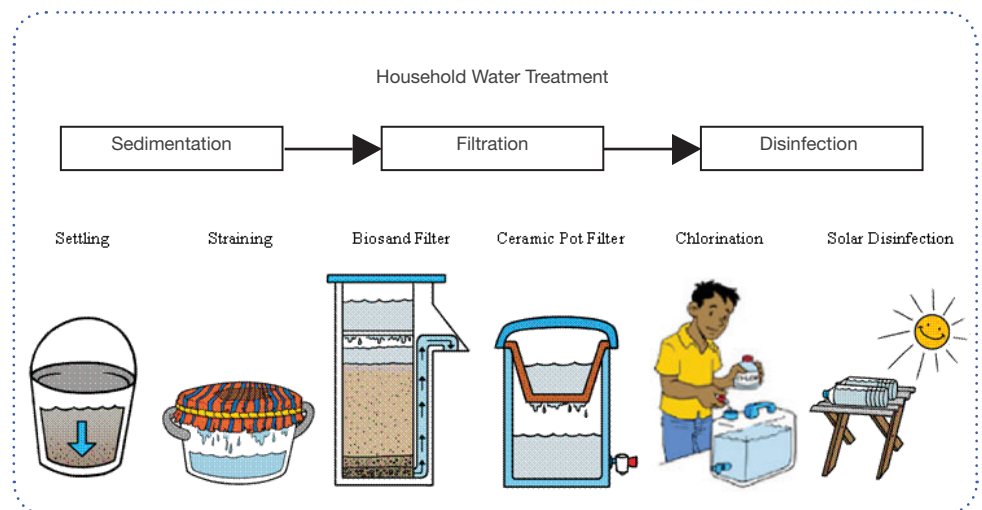 Household Water Treatment
Sedimentation
Filtration
Disinfection
Settling
Straining
Biosand Filter
Ceramic Pot Filter
Chlorination
Solar Disinfection